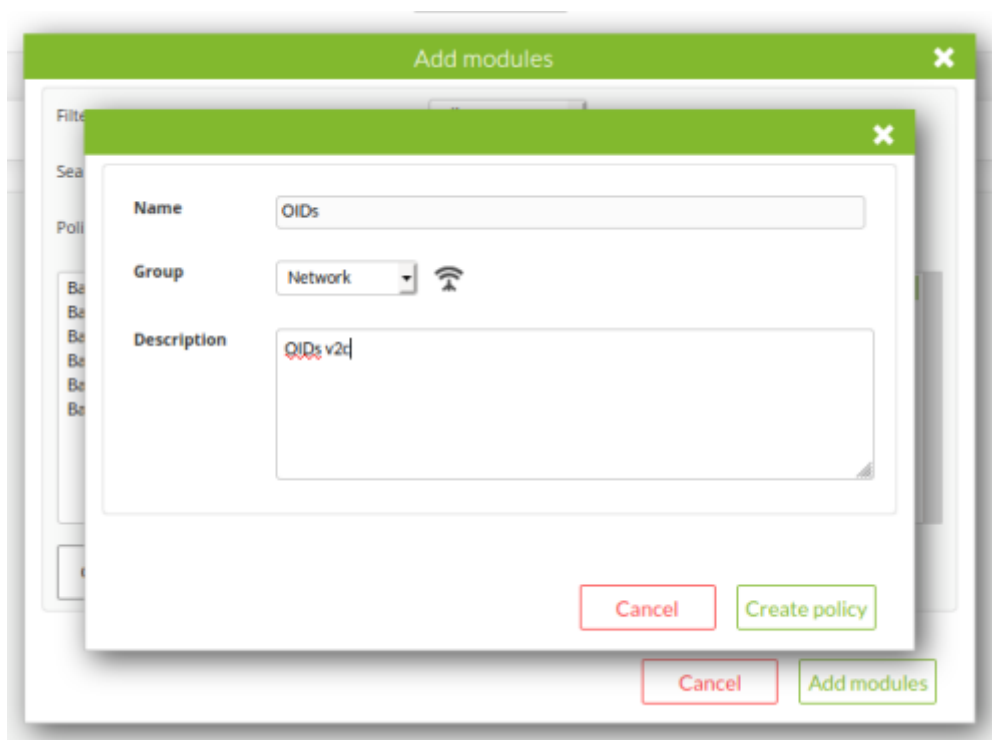 Add modules
Name
OIDs
Group
Network
Description
OIDs v2c
Cancel
Create policy
Cancel
Add modules